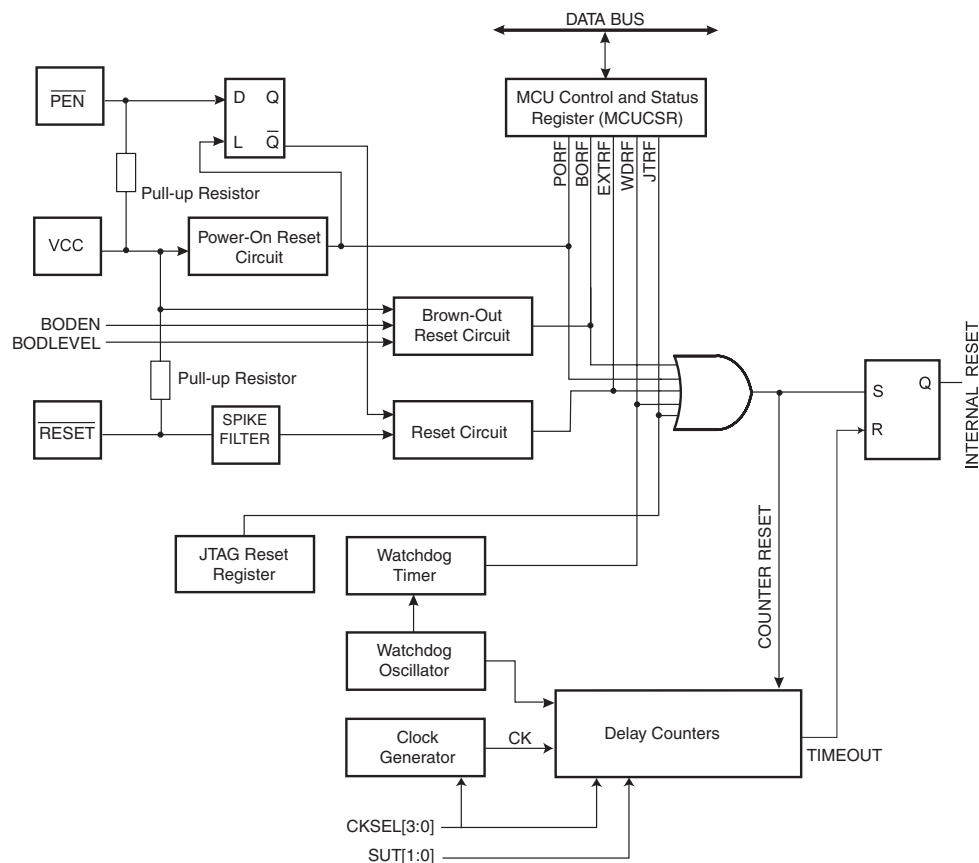 DATA BUS
MCU Control and Status
Register (MCUCSR)
PORF
BORF
EXTRF
WDRF
JTRF
PEN
D Q
L Q
Pull-up Resistor
VCC
Power-On Reset
Circuit
BODEN
BODLEVEL
Brown-Out
Reset Circuit
Pull-up Resistor
RESET
SPIKE
FILTER
Reset Circuit
S Q
R
INTERNAL RESET
JTAG Reset
Register
Watchdog
Timer
COUNTER RESET
Watchdog
Oscillator
Clock
Generator
CK
Delay Counters
TIMEOUT
CKSEL[3:0]
SUT[1:0]